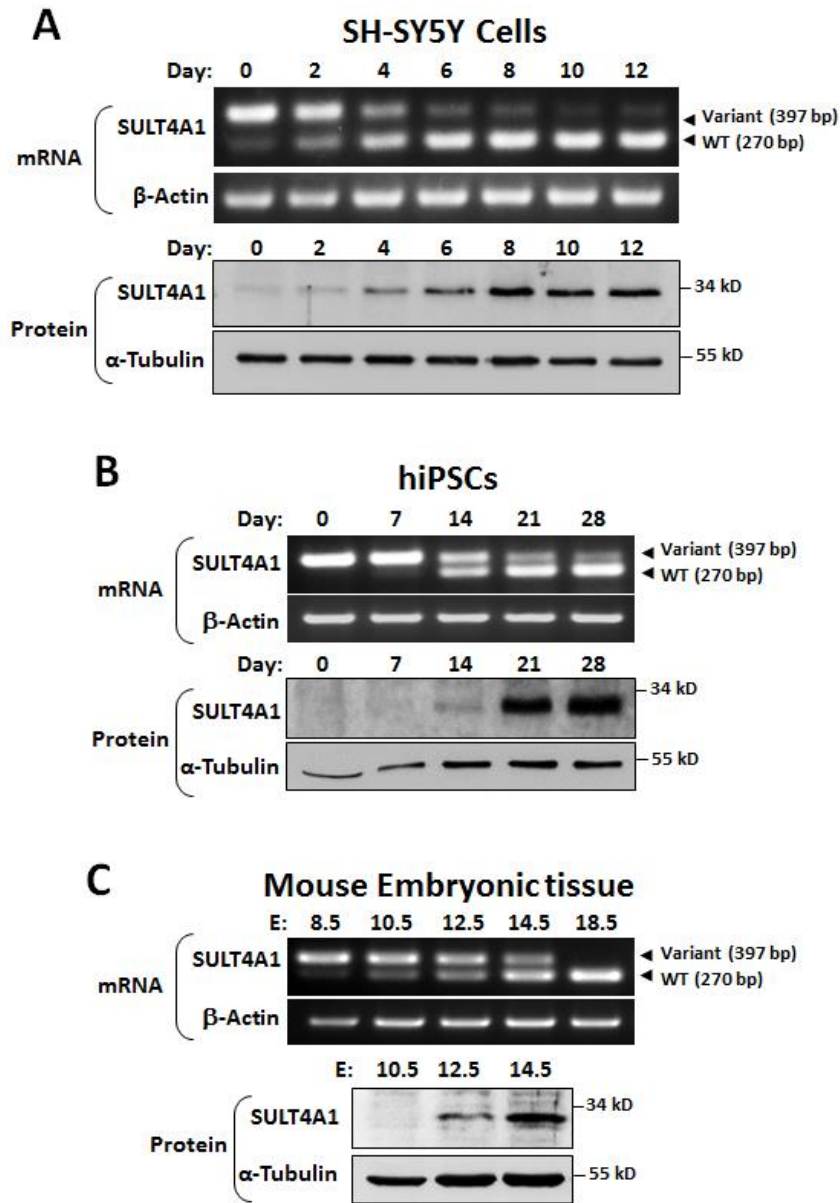 A
SH-SY5Y Cells
Day: 0 2 4 6 8 10 12
mRNA
SULT4A1
◄ Variant (397 bp)
◄ WT (270 bp)
β-Actin
Day: 0 2 4 6 8 10 12
Protein
SULT4A1
34 kD
α-Tubulin
55 kD
B
hiPSCs
Day: 0 7 14 21 28
mRNA
SULT4A1
◄ Variant (397 bp)
◄ WT (270 bp)
β-Actin
Day: 0 7 14 21 28
Protein
SULT4A1
34 kD
α-Tubulin
55 kD
C
Mouse Embryonic tissue
E: 8.5 10.5 12.5 14.5 18.5
mRNA
SULT4A1
◄ Variant (397 bp)
◄ WT (270 bp)
β-Actin
E: 10.5 12.5 14.5
Protein
SULT4A1
34 kD
α-Tubulin
55 kD